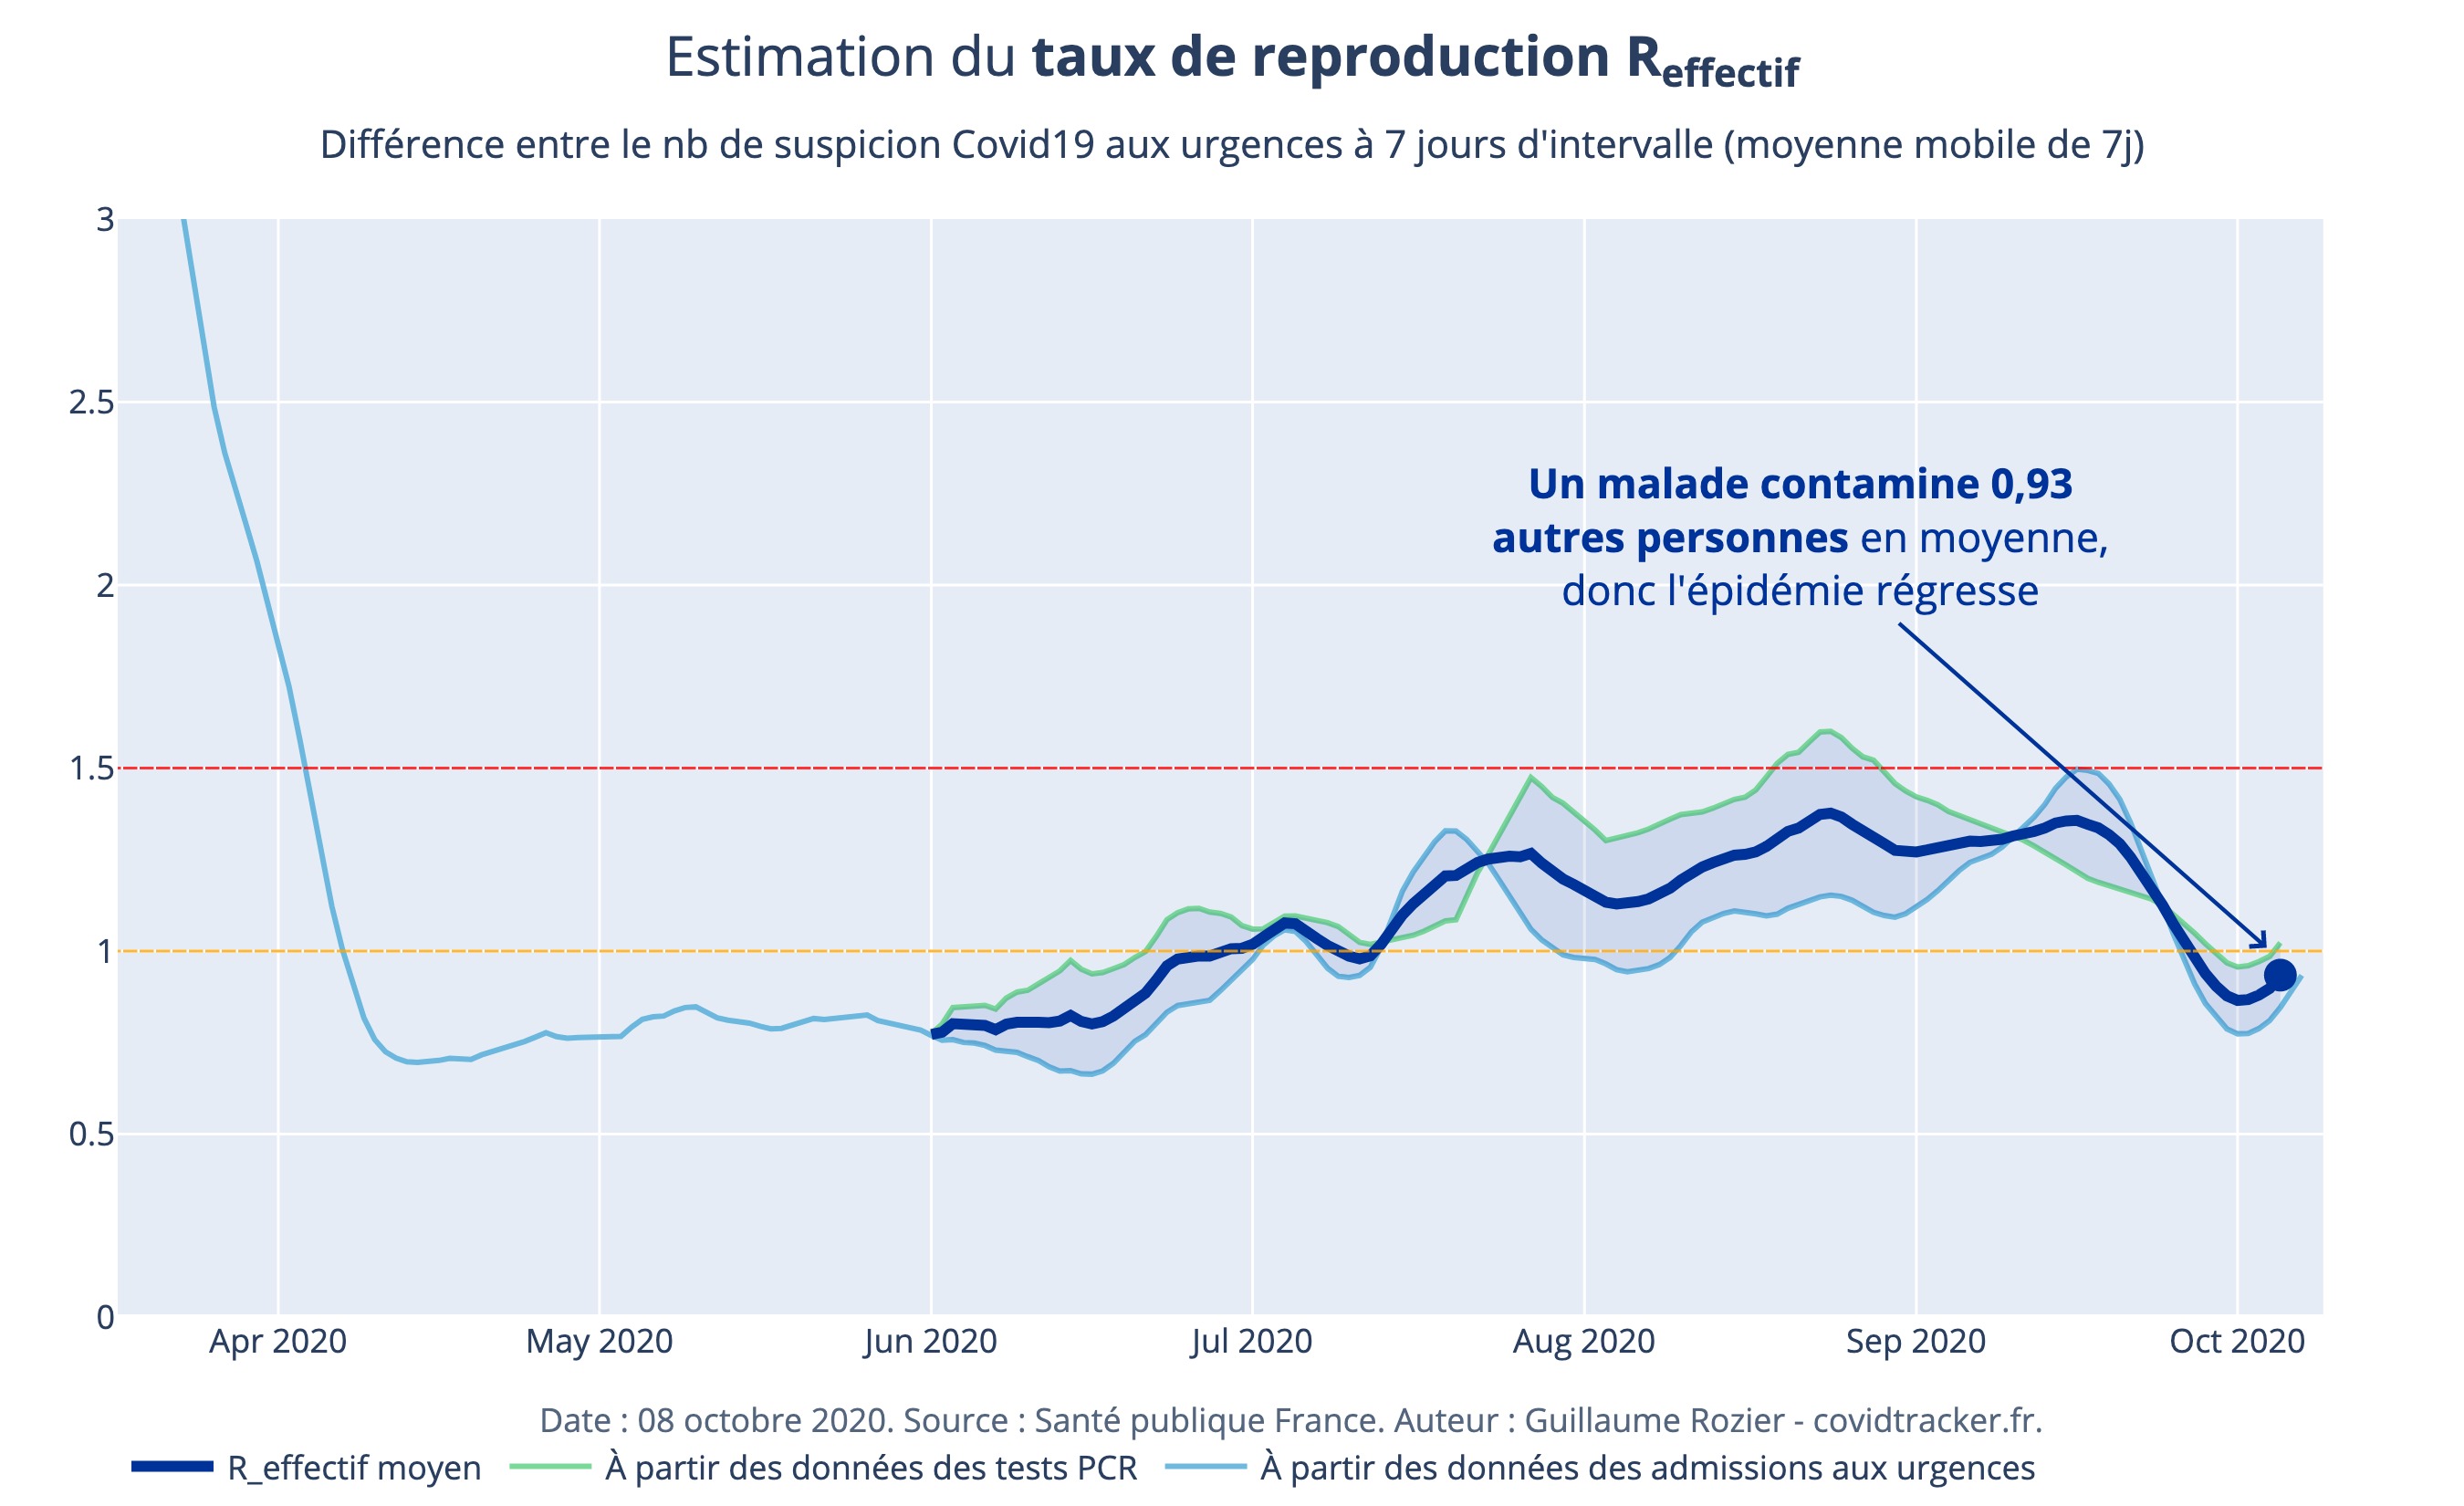 Estimation du taux de reproduction Reffectif
Différence entre le nb de suspicion Covid19 aux urgences à 7 jours d'intervalle (moyenne mobile de 7j)
3
2.5
2
1.5
1
0.5
0
Un malade contamine 0,93
autres personnes en moyenne,
donc l'épidémie régresse
Apr 2020 May 2020 Jun 2020 Jul 2020 Aug 2020 Sep 2020 Oct 2020
Date : 08 octobre 2020. Source : Santé publique France. Auteur : Guillaume Rozier - covidtracker.fr.
R_effectif moyen À partir des données des tests PCR À partir des données des admissions aux urgences